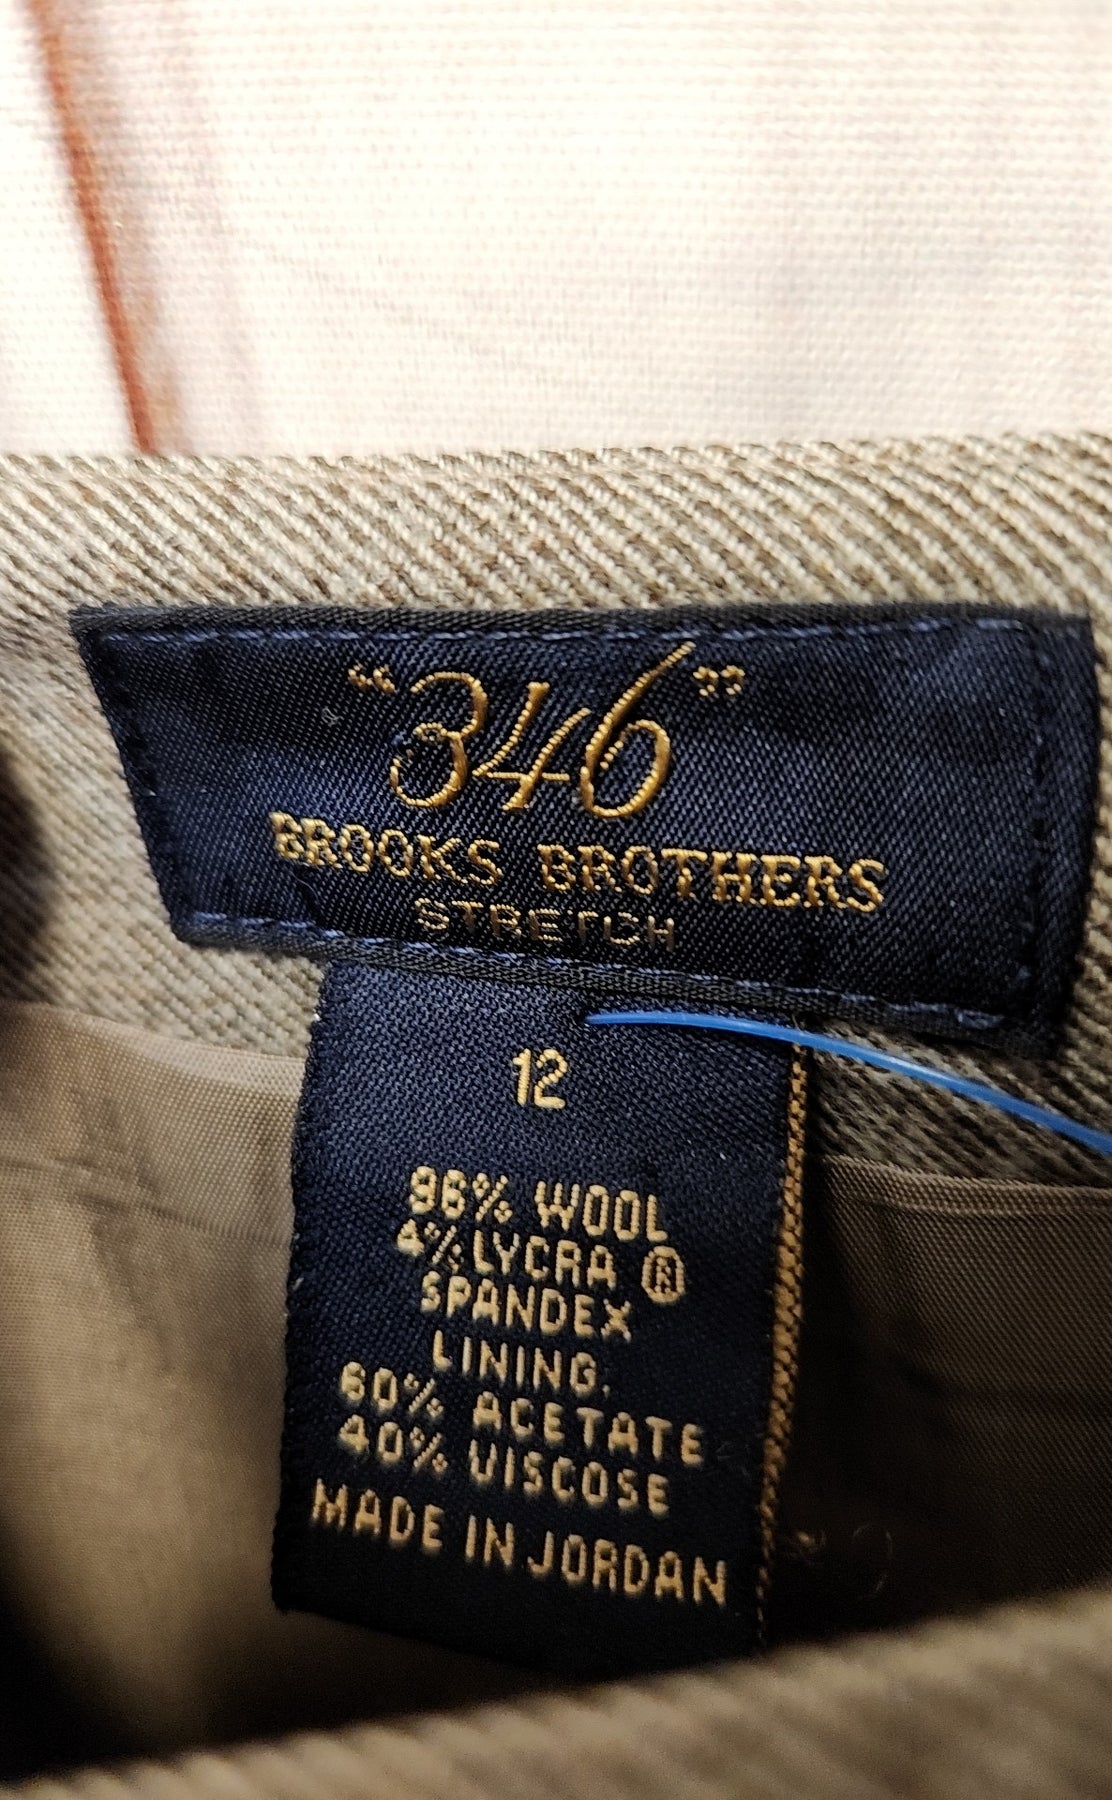 "346"
BROOKS BROTHERS
STRETCH
12
96% WOOL
4% LYCRA ®
SPANDEX
LINING.
60% ACETATE
40% VISCOSE
MADE IN JORDAN